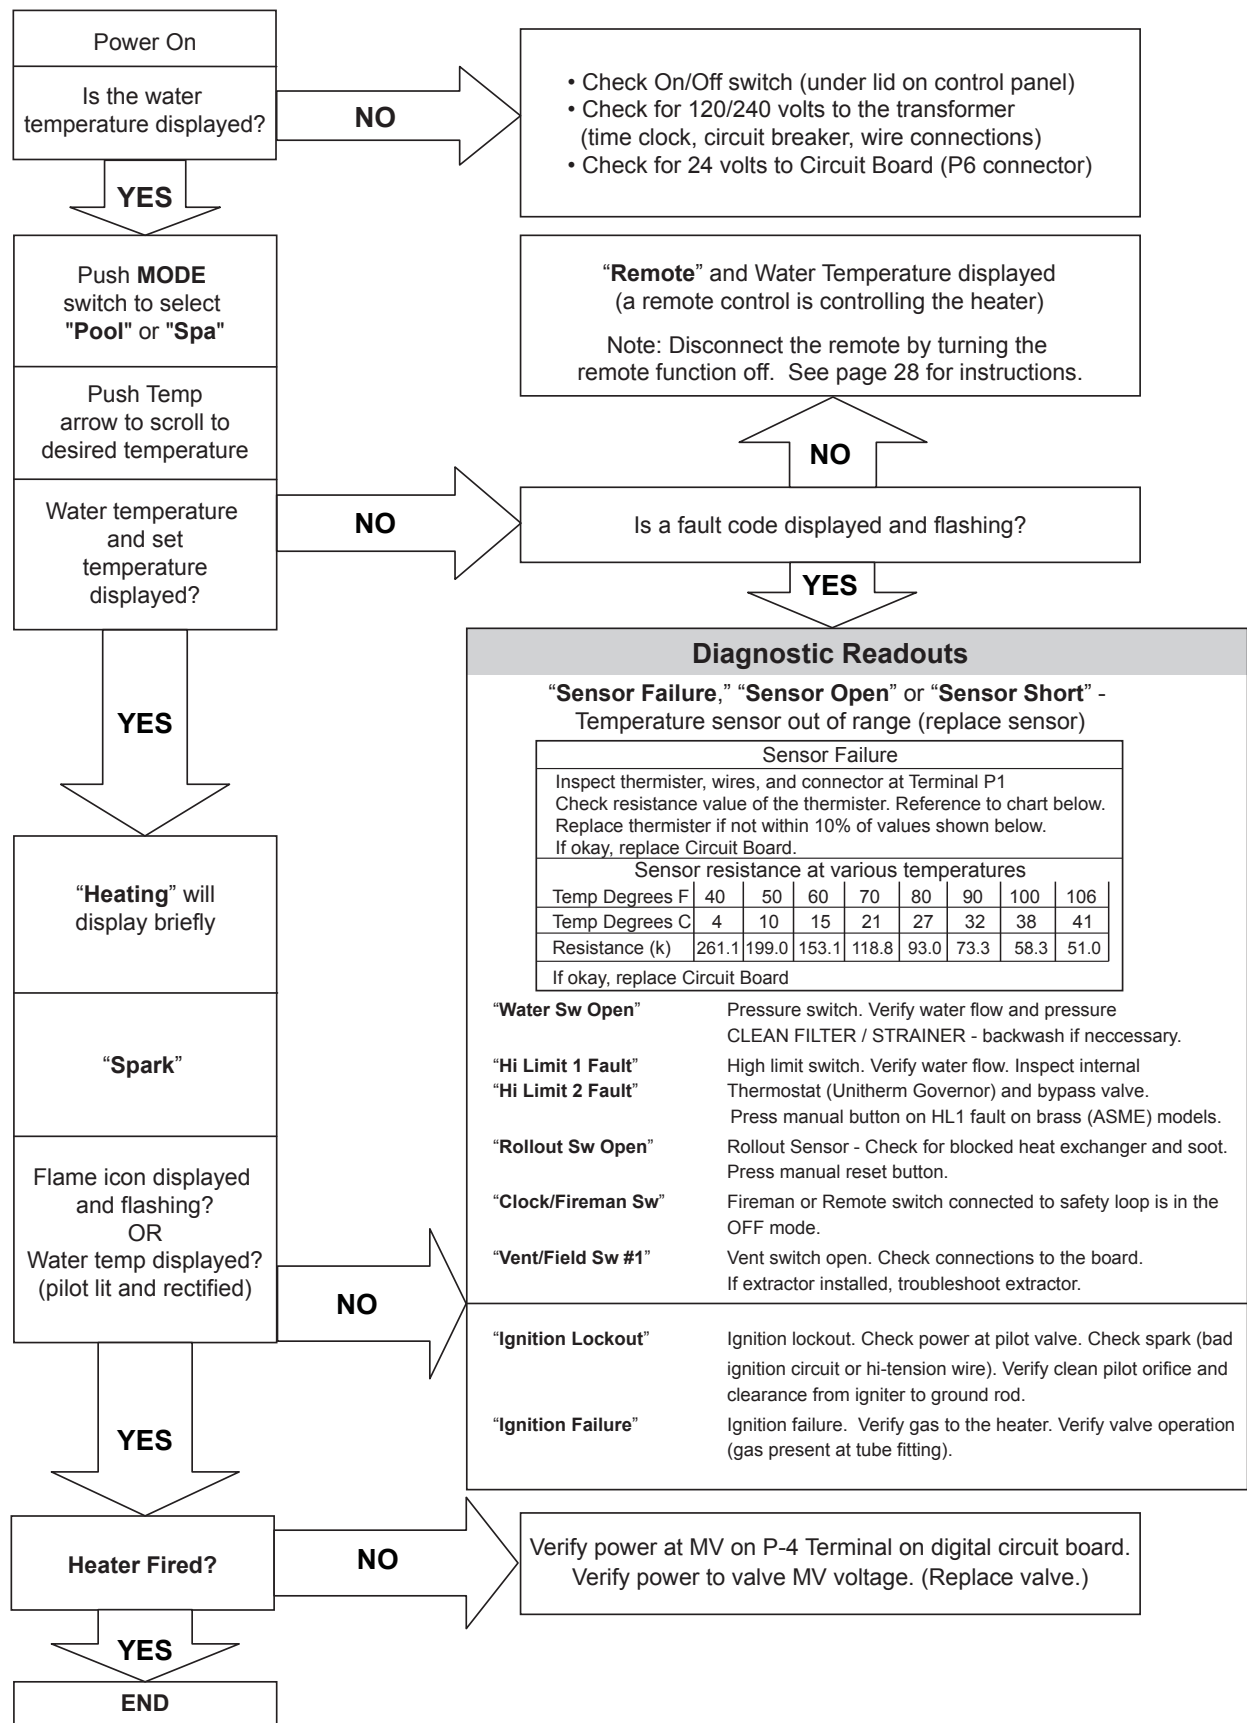 Power On
Is the water
temperature displayed?
NO
• Check On/Off switch (under lid on control panel)
• Check for 120/240 volts to the transformer
(time clock, circuit breaker, wire connections)
• Check for 24 volts to Circuit Board (P6 connector)
YES
Push MODE
switch to select
"Pool" or "Spa"
Push Temp
arrow to scroll to
desired temperature
Water temperature
and set
temperature
displayed?
NO
Is a fault code displayed and flashing?
NO
“Remote” and Water Temperature displayed
(a remote control is controlling the heater)
Note: Disconnect the remote by turning the
remote function off. See page 28 for instructions.
YES
Diagnostic Readouts
“Sensor Failure,” “Sensor Open” or “Sensor Short” -
Temperature sensor out of range (replace sensor)
Sensor Failure
Inspect thermister, wires, and connector at Terminal P1
Check resistance value of the thermister. Reference to chart below.
Replace thermister if not within 10% of values shown below.
If okay, replace Circuit Board.
Sensor resistance at various temperatures
Temp Degrees F 40 50 60 70 80 90 100 106
Temp Degrees C 4 10 15 21 27 32 38 41
Resistance (k) 261.1 199.0 153.1 118.8 93.0 73.3 58.3 51.0
If okay, replace Circuit Board
“Water Sw Open” Pressure switch. Verify water flow and pressure
CLEAN FILTER / STRAINER - backwash if neccessary.
“Hi Limit 1 Fault” High limit switch. Verify water flow. Inspect internal
“Hi Limit 2 Fault” Thermostat (Unitherm Governor) and bypass valve.
Press manual button on HL1 fault on brass (ASME) models.
“Rollout Sw Open” Rollout Sensor - Check for blocked heat exchanger and soot.
Press manual reset button.
“Clock/Fireman Sw” Fireman or Remote switch connected to safety loop is in the
OFF mode.
“Vent/Field Sw #1” Vent switch open. Check connections to the board.
If extractor installed, troubleshoot extractor.
“Ignition Lockout” Ignition lockout. Check power at pilot valve. Check spark (bad
ignition circuit or hi-tension wire). Verify clean pilot orifice and
clearance from igniter to ground rod.
“Ignition Failure” Ignition failure. Verify gas to the heater. Verify valve operation
(gas present at tube fitting).
YES
“Heating” will
display briefly
“Spark”
Flame icon displayed
and flashing?
OR
Water temp displayed?
(pilot lit and rectified)
NO
YES
Heater Fired?
NO
Verify power at MV on P-4 Terminal on digital circuit board.
Verify power to valve MV voltage. (Replace valve.)
YES
END